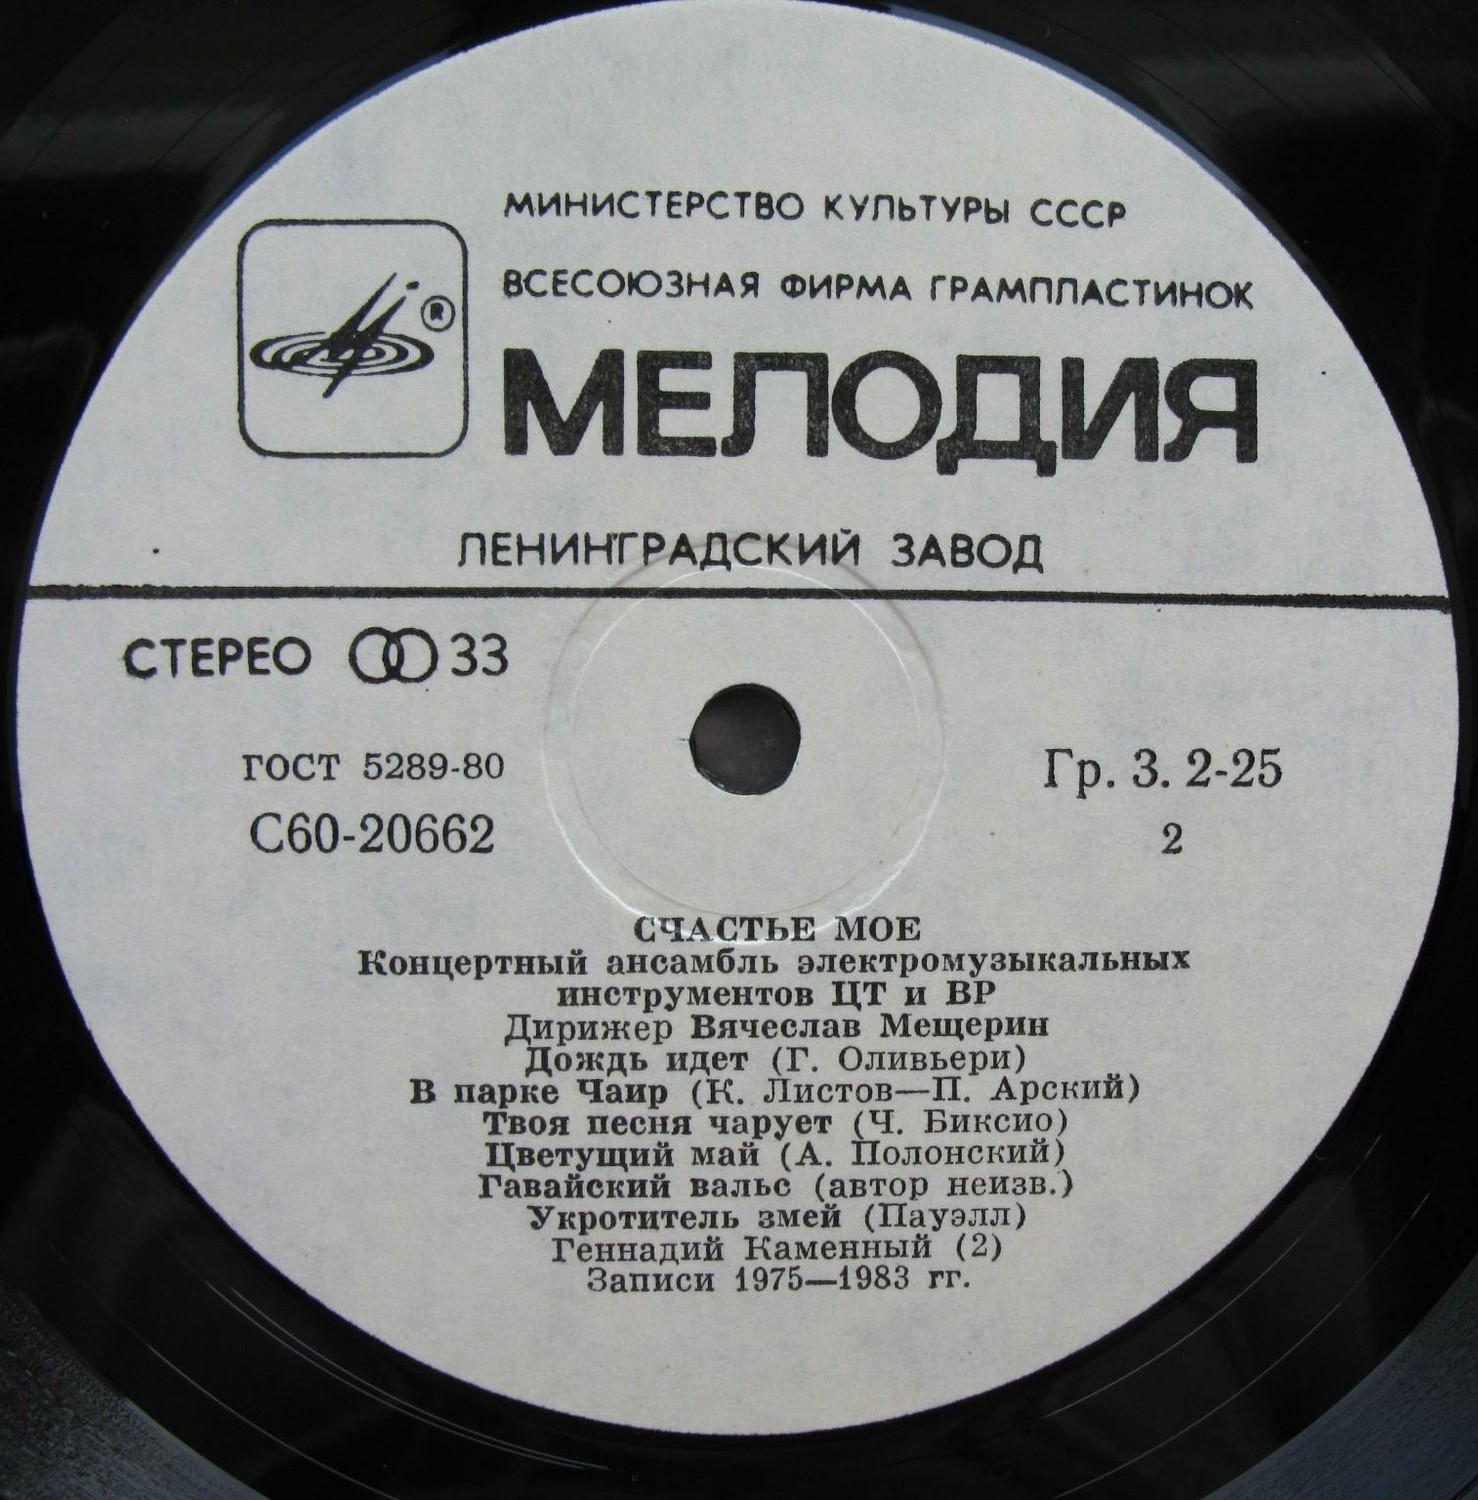 МИНИСТЕРСТВО КУЛЬТУРЫ СССР
ВСЕСОЮЗНАЯ ФИРМА ГРАМПЛАСТИНОК
®
МЕЛОДИЯ
ЛЕНИНГРАДСКИЙ ЗАВОД
СТЕРЕО 33
ГОСТ 5289-80
Гр. 3. 2-25
С60-20662
2
СЧАСТЬЕ МОЕ
Концертный ансамбль электромузыкальных
инструментов ЦТ и ВР
Дирижер Вячеслав Мещерин
Дождь идет (Г. Оливьери)
В парке Чаир (К. Листов—П. Арский)
Твоя песня чарует (Ч. Биксио)
Цветущий май (А. Полонский)
Гавайский вальс (автор неизв.)
Укротитель змей (Пауэлл)
Геннадий Каменный (2)
Записи 1975—1983 гг.